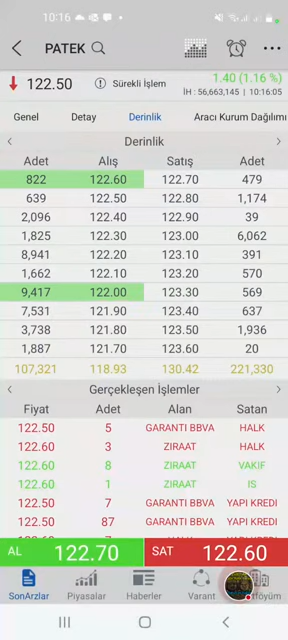 10:16
PATEK
122.50 Sürekli İşlem 1.40 (1.16 %)
İH : 56,663,145 | 10:16:05
Genel Detay Derinlik Aracı Kurum Dağılımı
Derinlik
Adet Alış Satış Adet
822 122.60 122.70 479
639 122.50 122.80 1,174
2,096 122.40 122.90 39
1,825 122.30 123.00 6,062
8,941 122.20 123.10 391
1,662 122.10 123.20 570
9,417 122.00 123.30 569
7,531 121.90 123.40 637
3,738 121.80 123.50 1,936
1,887 121.70 123.60 20
107,321 118.93 130.42 221,330
Gerçekleşen İşlemler
Fiyat Adet Alan Satan
122.50 5 GARANTI BBVA HALK
122.60 3 ZIRAAT HALK
122.60 8 ZIRAAT VAKIF
122.60 1 ZIRAAT IS
122.50 7 GARANTI BBVA YAPI KREDI
122.50 87 GARANTI BBVA YAPI KREDI
AL 122.70 SAT 122.60
SonArzlar Piyasalar Haberler Varant